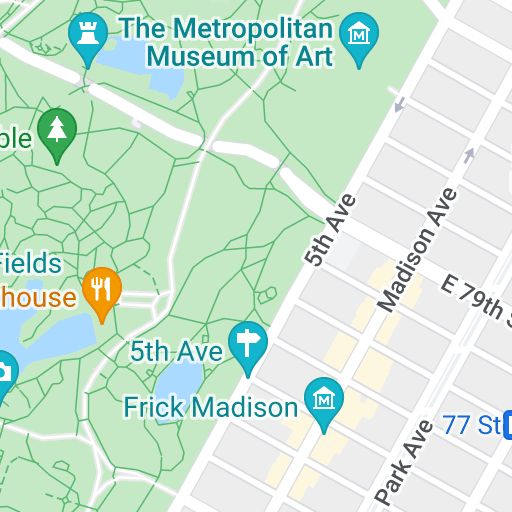 The Metropolitan
Museum of Art
ble
5th Ave
Madison Ave
Fields
house
E 79th S
5th Ave
Frick Madison
77 St
Park Ave